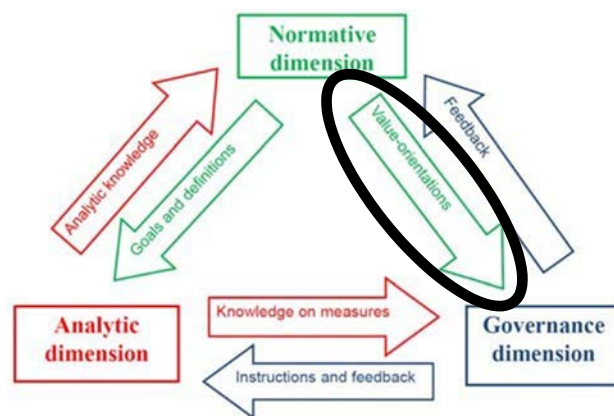 Normative
dimension
Analytic knowledge
Goals and definitions
Value-orientations
Feedback
Analytic
dimension
Knowledge on measures
Instructions and feedback
Governance
dimension